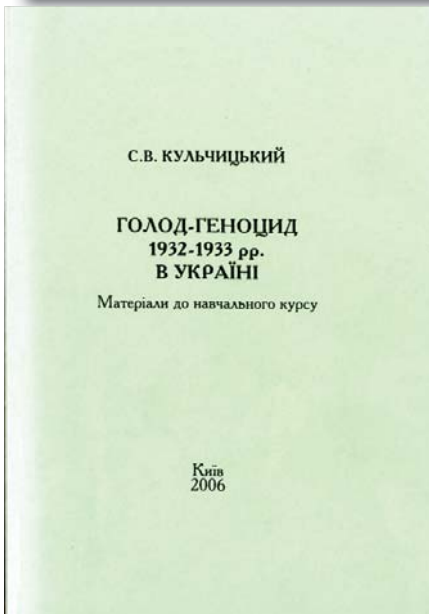 С.В. КУЛЬЧИЦЬКИЙ
ГОЛОД-ГЕНОЦИД
1932-1933 рр.
В УКРАЇНІ
Матеріали до навчального курсу
Київ
2006